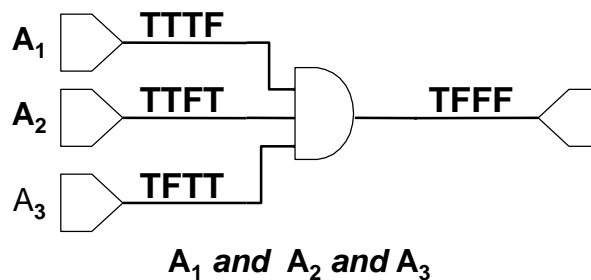 A₁ TTTF
A₂ TTFT TFFF
A₃ TFTT
A₁ and A₂ and A₃